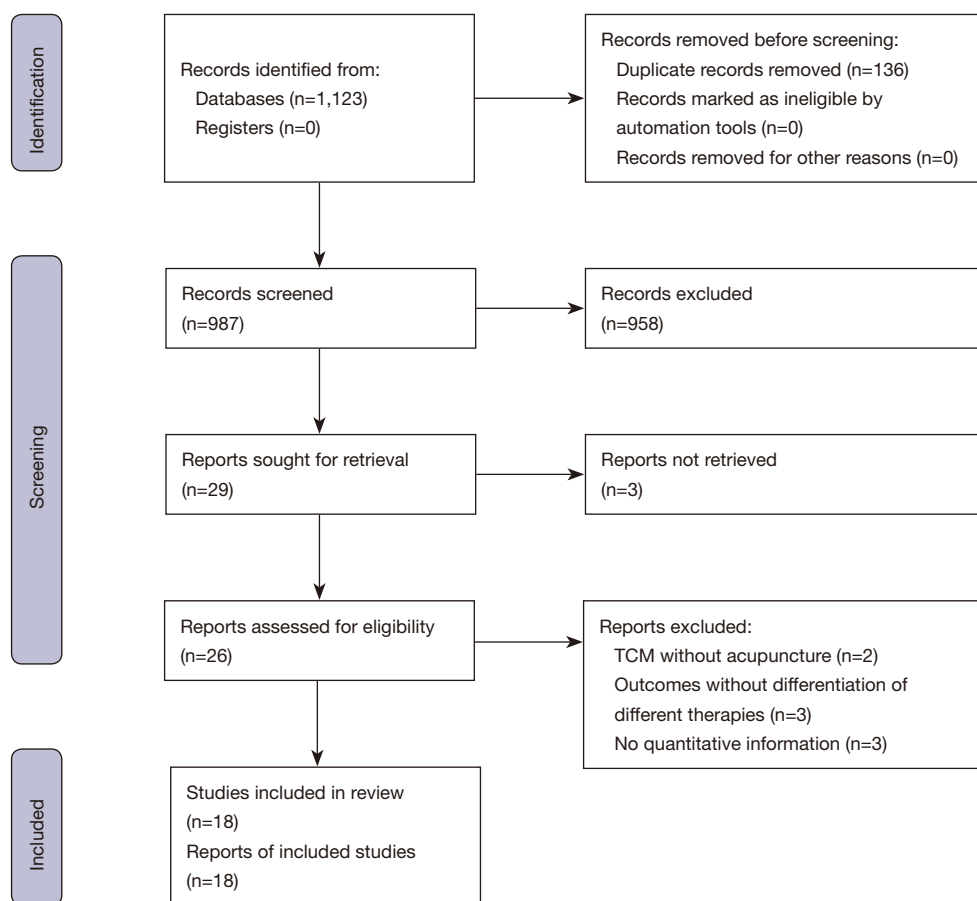 Identification
Records identified from:
Databases (n=1,123)
Registers (n=0)
Records removed before screening:
Duplicate records removed (n=136)
Records marked as ineligible by
automation tools (n=0)
Records removed for other reasons (n=0)
Screening
Records screened
(n=987)
Records excluded
(n=958)
Reports sought for retrieval
(n=29)
Reports not retrieved
(n=3)
Reports assessed for eligibility
(n=26)
Reports excluded:
TCM without acupuncture (n=2)
Outcomes without differentiation of
different therapies (n=3)
No quantitative information (n=3)
Included
Studies included in review
(n=18)
Reports of included studies
(n=18)